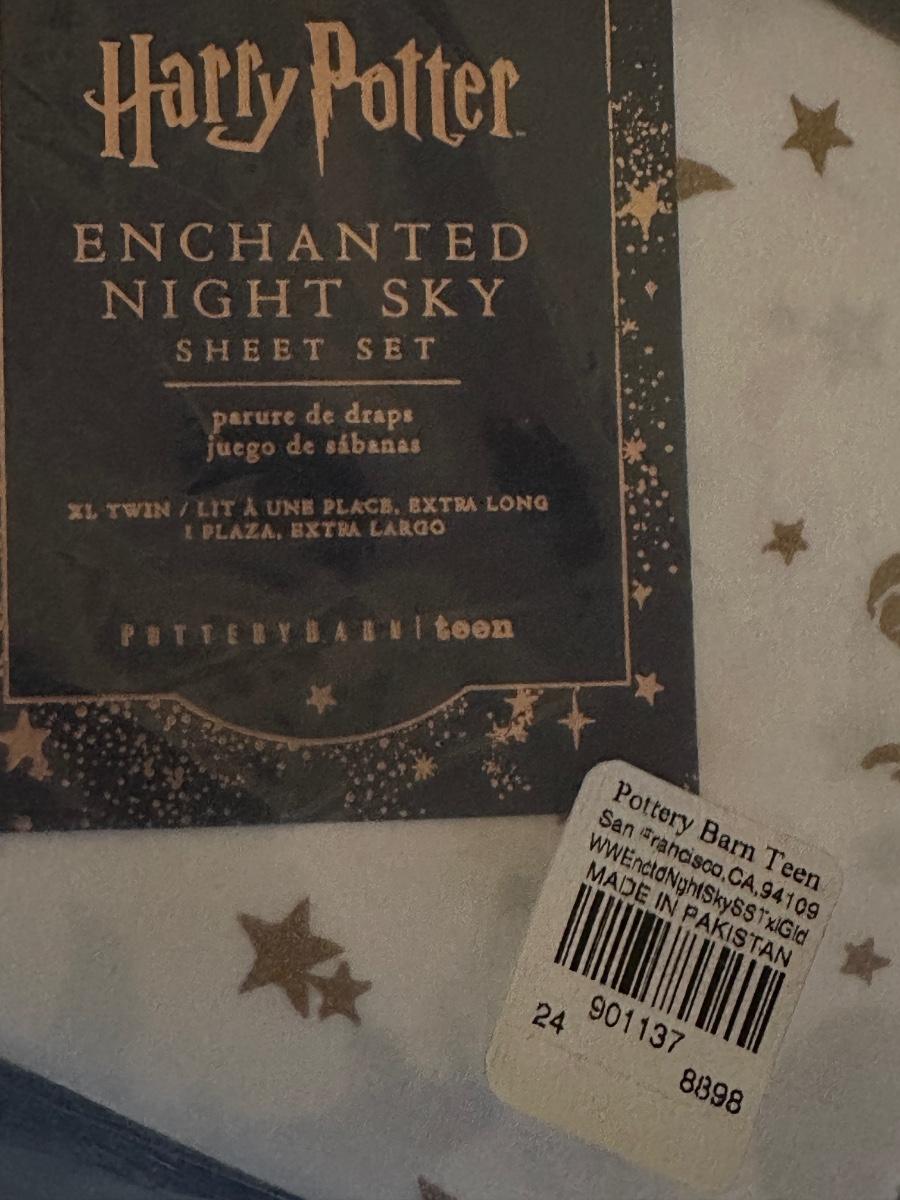 Harry Potter
ENCHANTED
NIGHT SKY
SHEET SET
parure de draps
juego de sábanas
XL TWIN / LIT À UNE PLACE, EXTRA LONG
1 PLAZA, EXTRA LARGO
POTTERYBARN | teen
Pottery Barn Teen
San Francisco,CA,94109
WWEnctdNghtSkySSTxlGld
MADE IN PAKISTAN
901137
24
8898